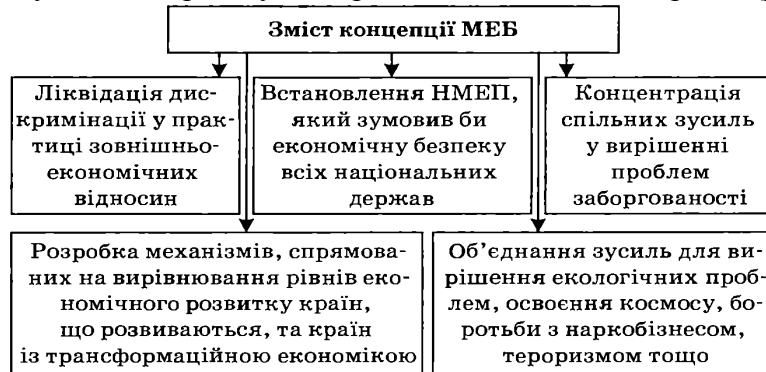 Зміст концепції МЕБ
Ліквідація дис-
кримінації у прак-
тиці зовнішньо-
економічних
відносин
Встановлення НМЕП,
який зумовив би
економічну безпеку
всіх національних
держав
Концентрація
спільних зусиль
у вирішенні
проблем
заборгованості
Розробка механізмів, спрямова-
них на вирівнювання рівнів еко-
номічного розвитку країн,
що розвиваються, та країн
із трансформаційною економікою
Об’єднання зусиль для ви-
рішення екологічних проб-
лем, освоєння космосу, бо-
ротьби з наркобізнесом,
тероризмом тощо